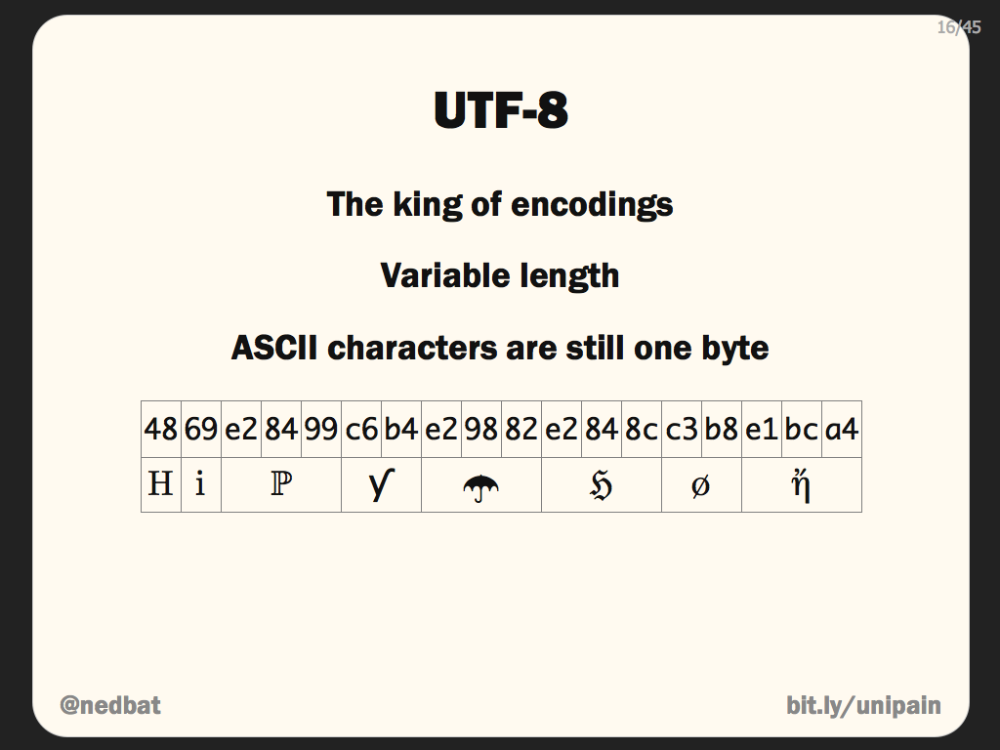 16/45
UTF-8
The king of encodings
Variable length
ASCII characters are still one byte
48 69 e2 84 99 c6 b4 e2 98 82 e2 84 8c c3 b8 e1 bc a4
H i ℙ ƴ ☂ ℌ ø ἤ
@nedbat bit.ly/unipain